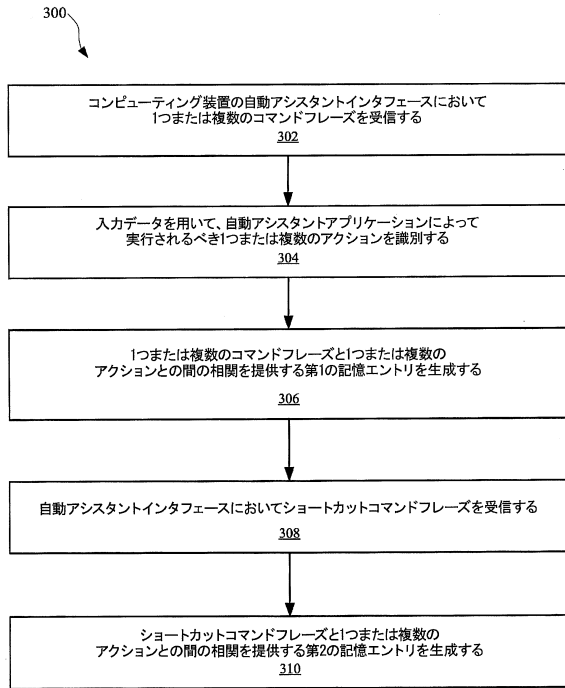 300
コンピューティング装置の自動アシスタントインタフェースにおいて
1つまたは複数のコマンドフレーズを受信する
302
入力データを用いて、自動アシスタントアプリケーションによって
実行されるべき1つまたは複数のアクションを識別する
304
1つまたは複数のコマンドフレーズと1つまたは複数の
アクションとの間の相関を提供する第1の記憶エントリを生成する
306
自動アシスタントインタフェースにおいてショートカットコマンドフレーズを受信する
308
ショートカットコマンドフレーズと1つまたは複数の
アクションとの間の相関を提供する第2の記憶エントリを生成する
310